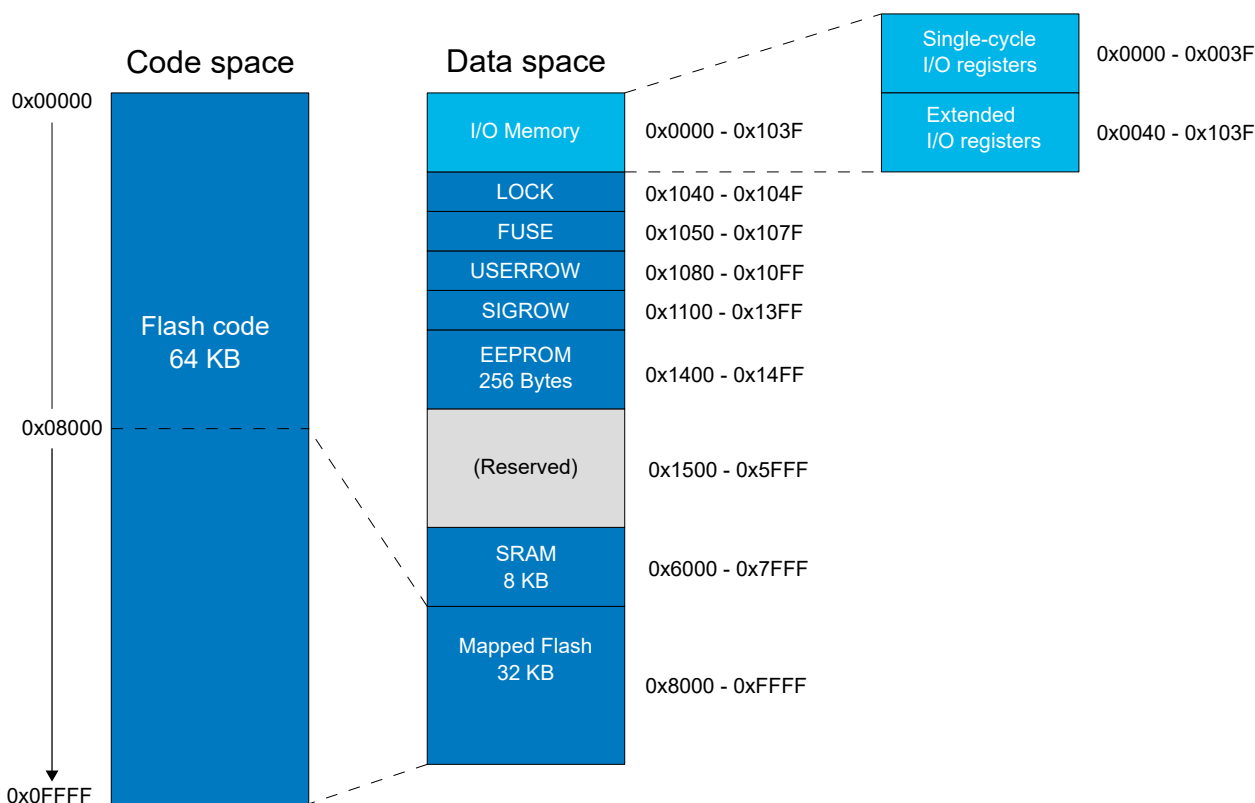 Code space
0x00000
Flash code
64 KB
0x08000
0x0FFFF
Data space
I/O Memory
0x0000 - 0x103F
LOCK
0x1040 - 0x104F
FUSE
0x1050 - 0x107F
USERROW
0x1080 - 0x10FF
SIGROW
0x1100 - 0x13FF
EEPROM
256 Bytes
0x1400 - 0x14FF
(Reserved)
0x1500 - 0x5FFF
SRAM
8 KB
0x6000 - 0x7FFF
Mapped Flash
32 KB
0x8000 - 0xFFFF
Single-cycle
I/O registers
0x0000 - 0x003F
Extended
I/O registers
0x0040 - 0x103F